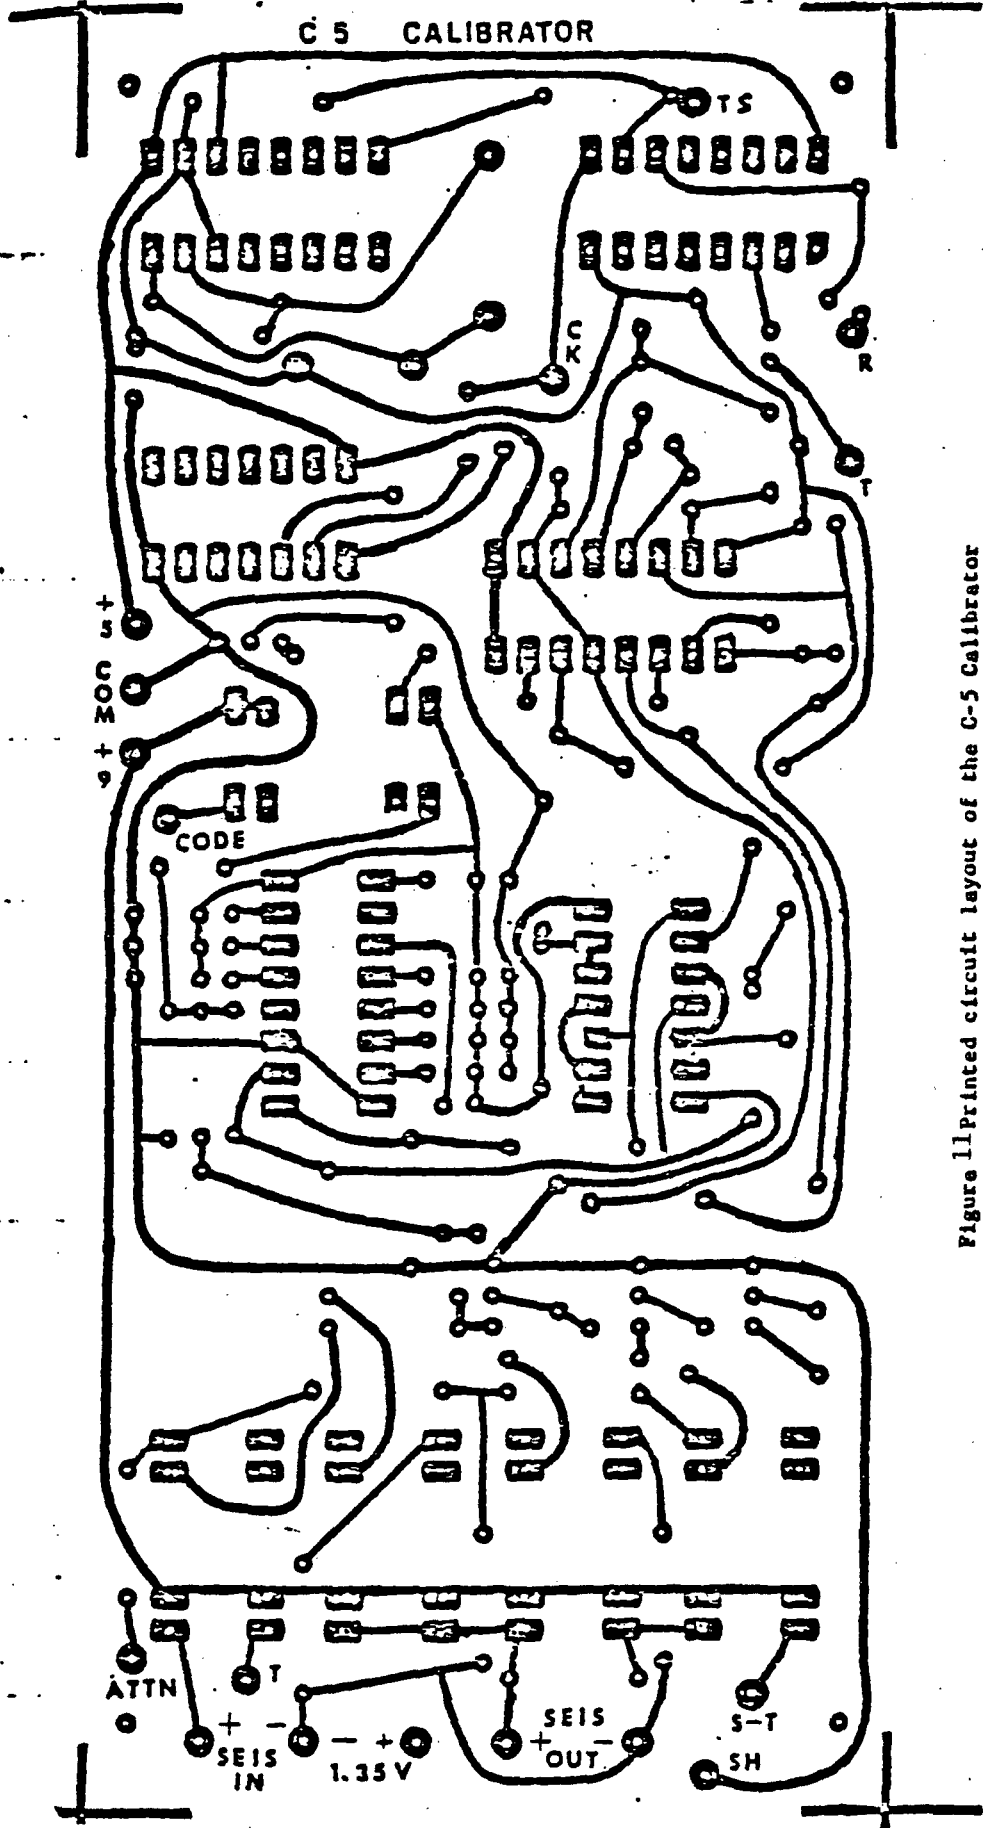 C 5 CALIBRATOR
TS
C
K
R
T
+
5
C
O
M
+
9
CODE
ATTN
T
+ -
SEIS
IN
- +
1.35V
SEIS
+ -
OUT
S-T
SH
Figure 11 Printed circuit layout of the C-5 Calibrator